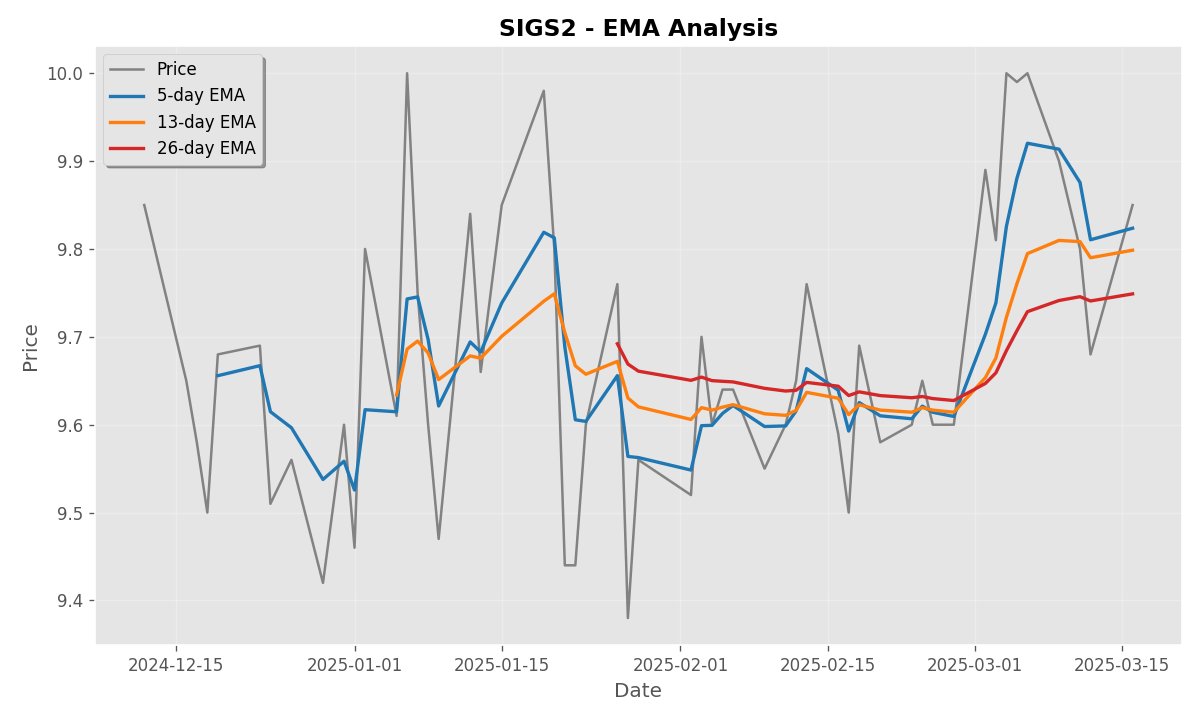 SIGS2 - EMA Analysis
Price
5-day EMA
13-day EMA
26-day EMA
10.0
9.9
9.8
9.7
9.6
9.5
9.4
Price
2024-12-15
2025-01-01
2025-01-15
2025-02-01
2025-02-15
2025-03-01
2025-03-15
Date